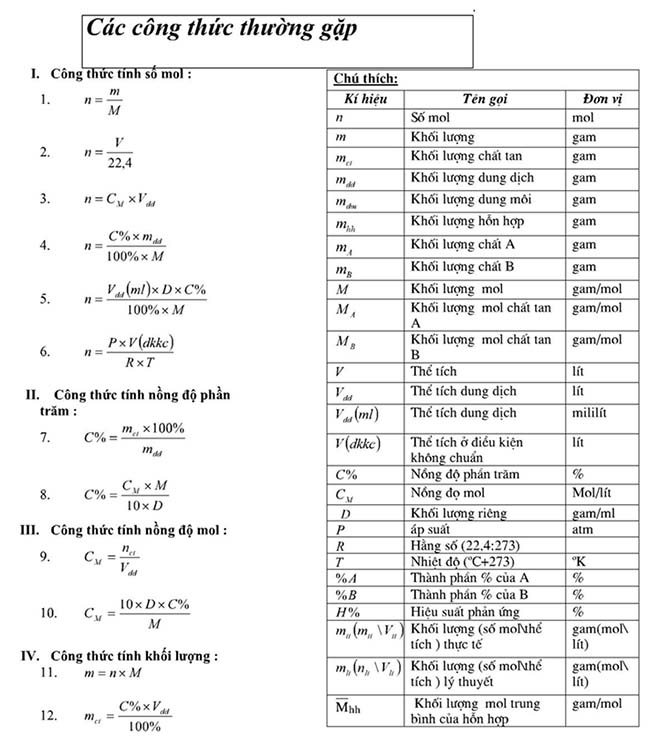 Các công thức thường gặp
I. Công thức tính số mol :
1. n = m / M
2. n = V / 22,4
3. n = C_M × V_dd
4. n = C% × m_dd / 100% × M
5. n = V_dd (ml) × D × C% / 100% × M
6. n = P × V (dkkc) / R × T
II. Công thức tính nồng độ phần
trăm :
7. C% = m_ct × 100% / m_dd
8. C% = C_M × M / 10 × D
III. Công thức tính nồng độ mol :
9. C_M = n_ct / V_dd
10. C_M = 10 × D × C% / M
IV. Công thức tính khối lượng :
11. m = n × M
12. m_ct = C% × V_dd / 100%
Chú thích:
Kí hiệu Tên gọi Đơn vị
n Số mol mol
m Khối lượng gam
m_ct Khối lượng chất tan gam
m_dd Khối lượng dung dịch gam
m_dm Khối lượng dung môi gam
m_hh Khối lượng hỗn hợp gam
m_A Khối lượng chất A gam
m_B Khối lượng chất B gam
M Khối lượng mol gam/mol
M_A Khối lượng mol chất tan gam/mol
A
M_B Khối lượng mol chất tan gam/mol
B
V Thể tích lít
V_dd Thể tích dung dịch lít
V_dd (ml) Thể tích dung dịch mililít
V (dkkc) Thể tích ở điều kiện lít
không chuẩn
C% Nồng độ phần trăm %
C_M Nồng đọ mol Mol/lít
D Khối lượng riêng gam/ml
P áp suất atm
R Hằng số (22.4:273)
T Nhiệt độ (ºC+273) ºK
%A Thành phần % của A %
%B Thành phần % của B %
H% Hiệu suất phản ứng %
m_tt (m_tt \ V_tt) Khối lượng (số mol\thể gam(mol\
tích ) thực tế lít)
m_lt (n_lt \ V_lt) Khối lượng (số mol\thể gam(mol\
tích ) lý thuyết lít)
M̅hh Khối lượng mol trung gam/mol
bình của hỗn hợp